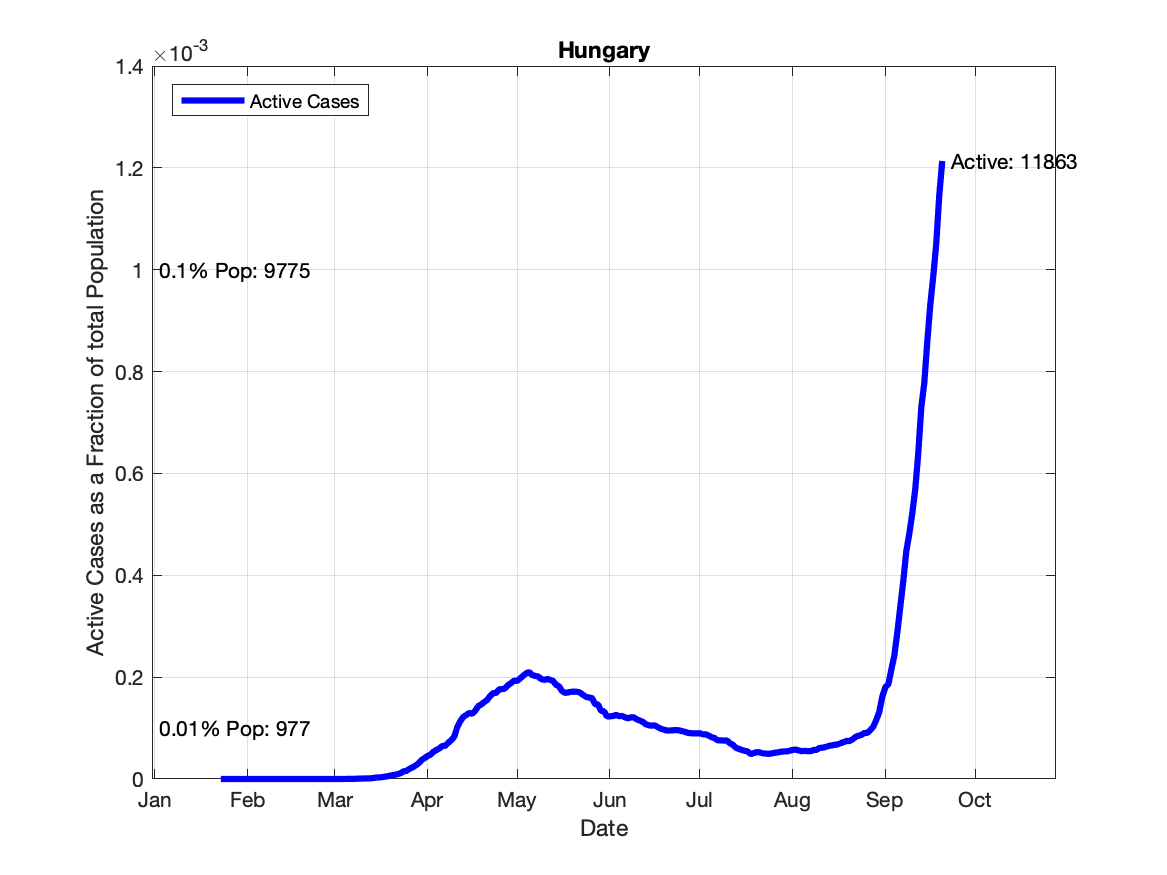 Hungary
×10-3
1.4
Active Cases
1.2
Active: 11863
1
0.1% Pop: 9775
0.8
0.6
0.4
0.2
0.01% Pop: 977
0
Jan Feb Mar Apr May Jun Jul Aug Sep Oct
Date
Active Cases as a Fraction of total Population